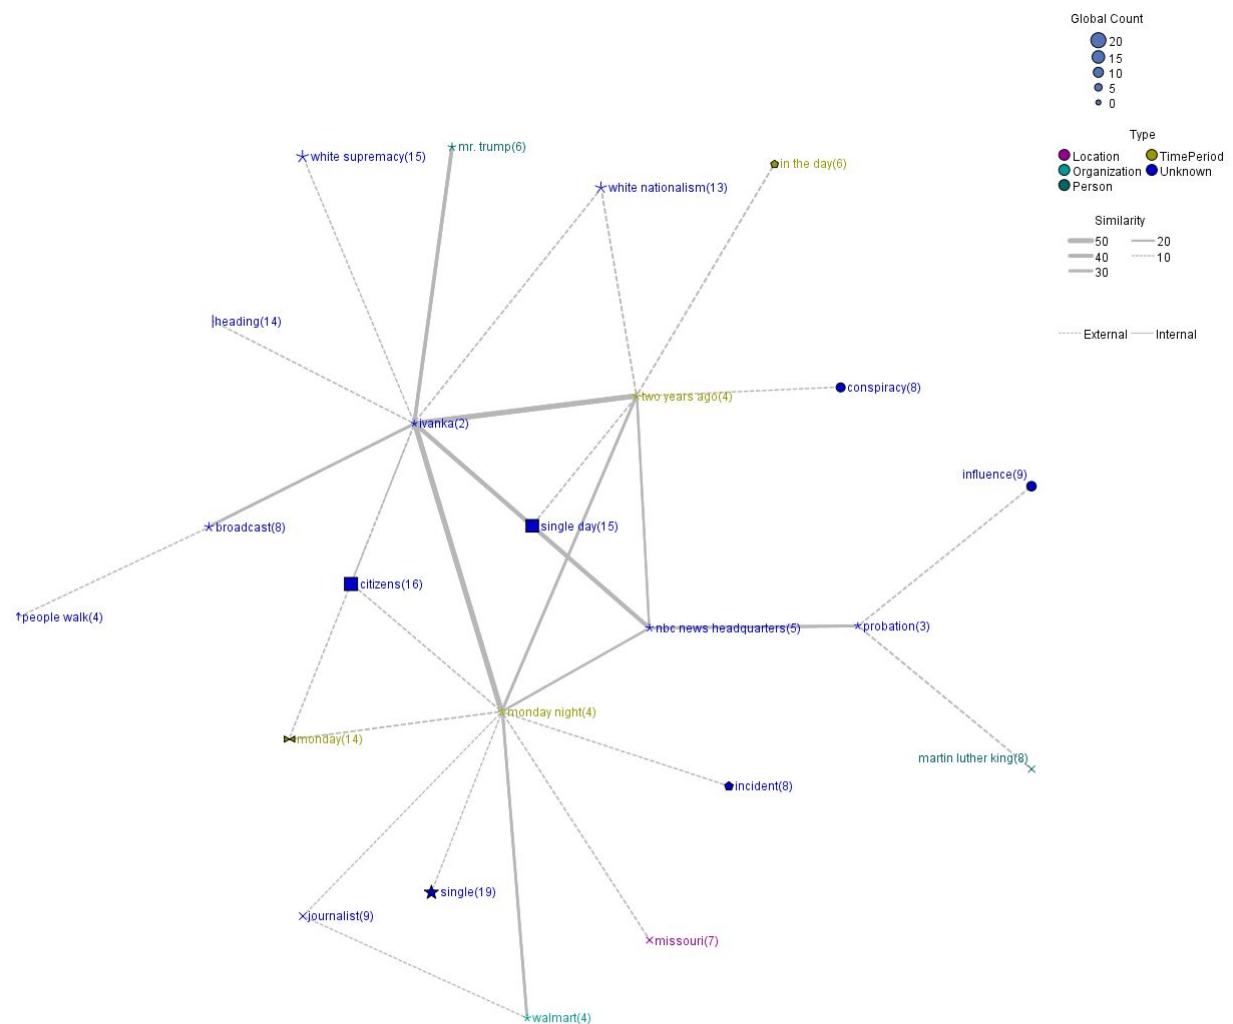 Global Count
20
15
10
5
0
Type
Location
TimePeriod
Organization
Unknown
Person
Similarity
50
20
40
10
30
External
Internal
mr. trump(6)
white supremacy(15)
in the day(6)
white nationalism(13)
heading(14)
conspiracy(8)
two years ago(4)
ivanka(2)
influence(9)
broadcast(8)
single day(15)
citizens(16)
people walk(4)
nbc news headquarters(5)
probation(3)
monday night(4)
monday(14)
martin luther king(8)
incident(8)
single(19)
journalist(9)
missouri(7)
walmart(4)